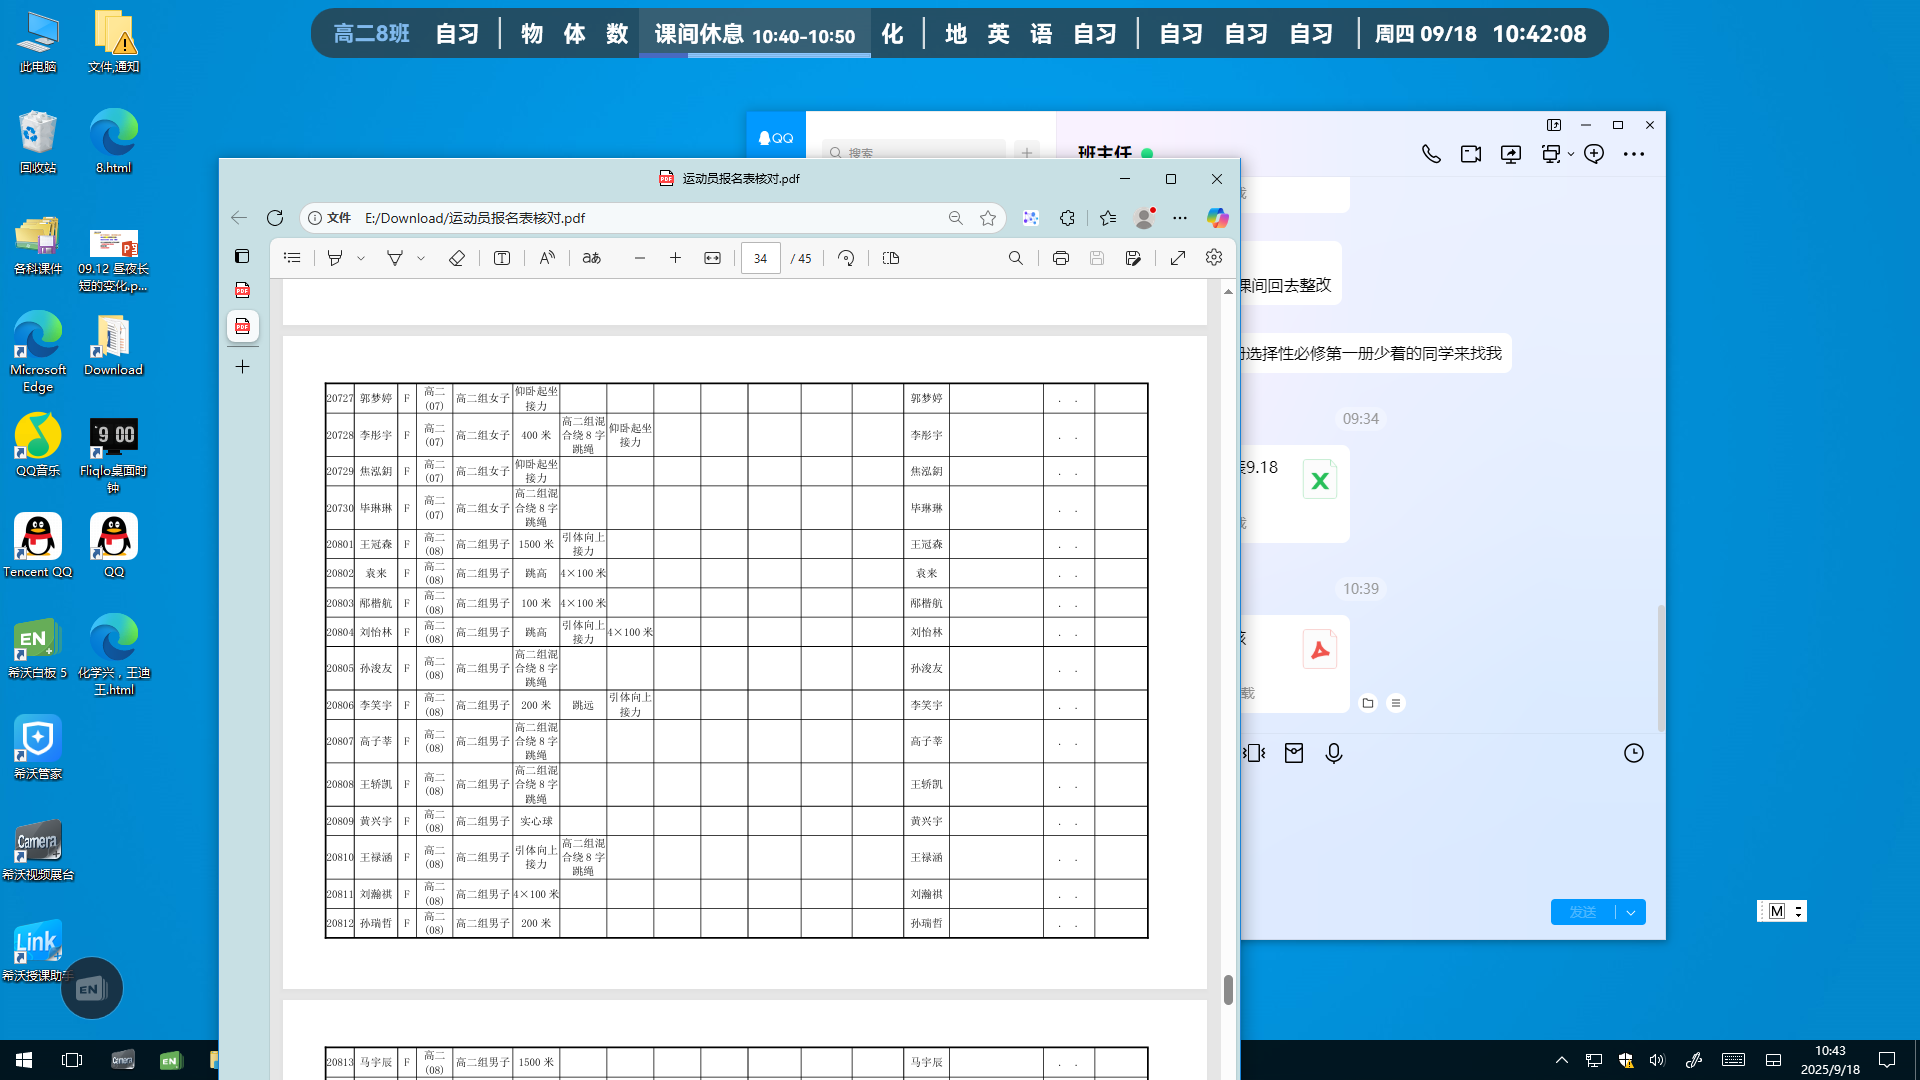 高二8班 自习 | 物 体 数 课间休息 10:40-10:50 化 | 地 英 语 自习 | 自习 自习 自习 | 周四 09/18 10:42:08
此电脑
文件,通知
回收站
8.html
各科课件
09.12 昼夜长短的变化.p...
Microsoft Edge
Download
QQ音乐
9 00
Fliqlo桌面时钟
Tencent QQ
QQ
EN
希沃白板 5
化学兴，王迪王.html
希沃管家
Camera
希沃视频展台
Link
希沃授课助手
EN
QQ
搜索
班主任
课间回去整改
册选择性必修第一册少着的同学来找我
09:34
表9.18
10:39
载
发送
M
运动员报名表核对.pdf
文件 E:/Download/运动员报名表核对.pdf
34 / 45
20727 郭梦婷 F 高二(07) 高二组女子 仰卧起坐接力 郭梦婷 . .
20728 李彤宇 F 高二(07) 高二组女子 400 米 高二组混合绕 8 字跳绳 仰卧起坐接力 李彤宇 . .
20729 焦泓鈅 F 高二(07) 高二组女子 仰卧起坐接力 焦泓鈅 . .
20730 毕琳琳 F 高二(07) 高二组女子 高二组混合绕 8 字跳绳 毕琳琳 . .
20801 王冠森 F 高二(08) 高二组男子 1500 米 引体向上接力 王冠森 . .
20802 袁来 F 高二(08) 高二组男子 跳高 4×100 米 袁来 . .
20803 邴楷航 F 高二(08) 高二组男子 100 米 4×100 米 邴楷航 . .
20804 刘怡林 F 高二(08) 高二组男子 跳高 引体向上接力 4×100 米 刘怡林 . .
20805 孙浚友 F 高二(08) 高二组男子 高二组混合绕 8 字跳绳 孙浚友 . .
20806 李笑宇 F 高二(08) 高二组男子 200 米 跳远 引体向上接力 李笑宇 . .
20807 高子莘 F 高二(08) 高二组男子 高二组混合绕 8 字跳绳 高子莘 . .
20808 王轿凯 F 高二(08) 高二组男子 高二组混合绕 8 字跳绳 王轿凯 . .
20809 黄兴宇 F 高二(08) 高二组男子 实心球 黄兴宇 . .
20810 王禄涵 F 高二(08) 高二组男子 引体向上接力 高二组混合绕 8 字跳绳 王禄涵 . .
20811 刘瀚祺 F 高二(08) 高二组男子 4×100 米 刘瀚祺 . .
20812 孙瑞哲 F 高二(08) 高二组男子 200 米 孙瑞哲 . .
20813 马宇辰 F 高二(08) 高二组男子 1500 米 马宇辰 . .
Camera
EN
10:43
2025/9/18